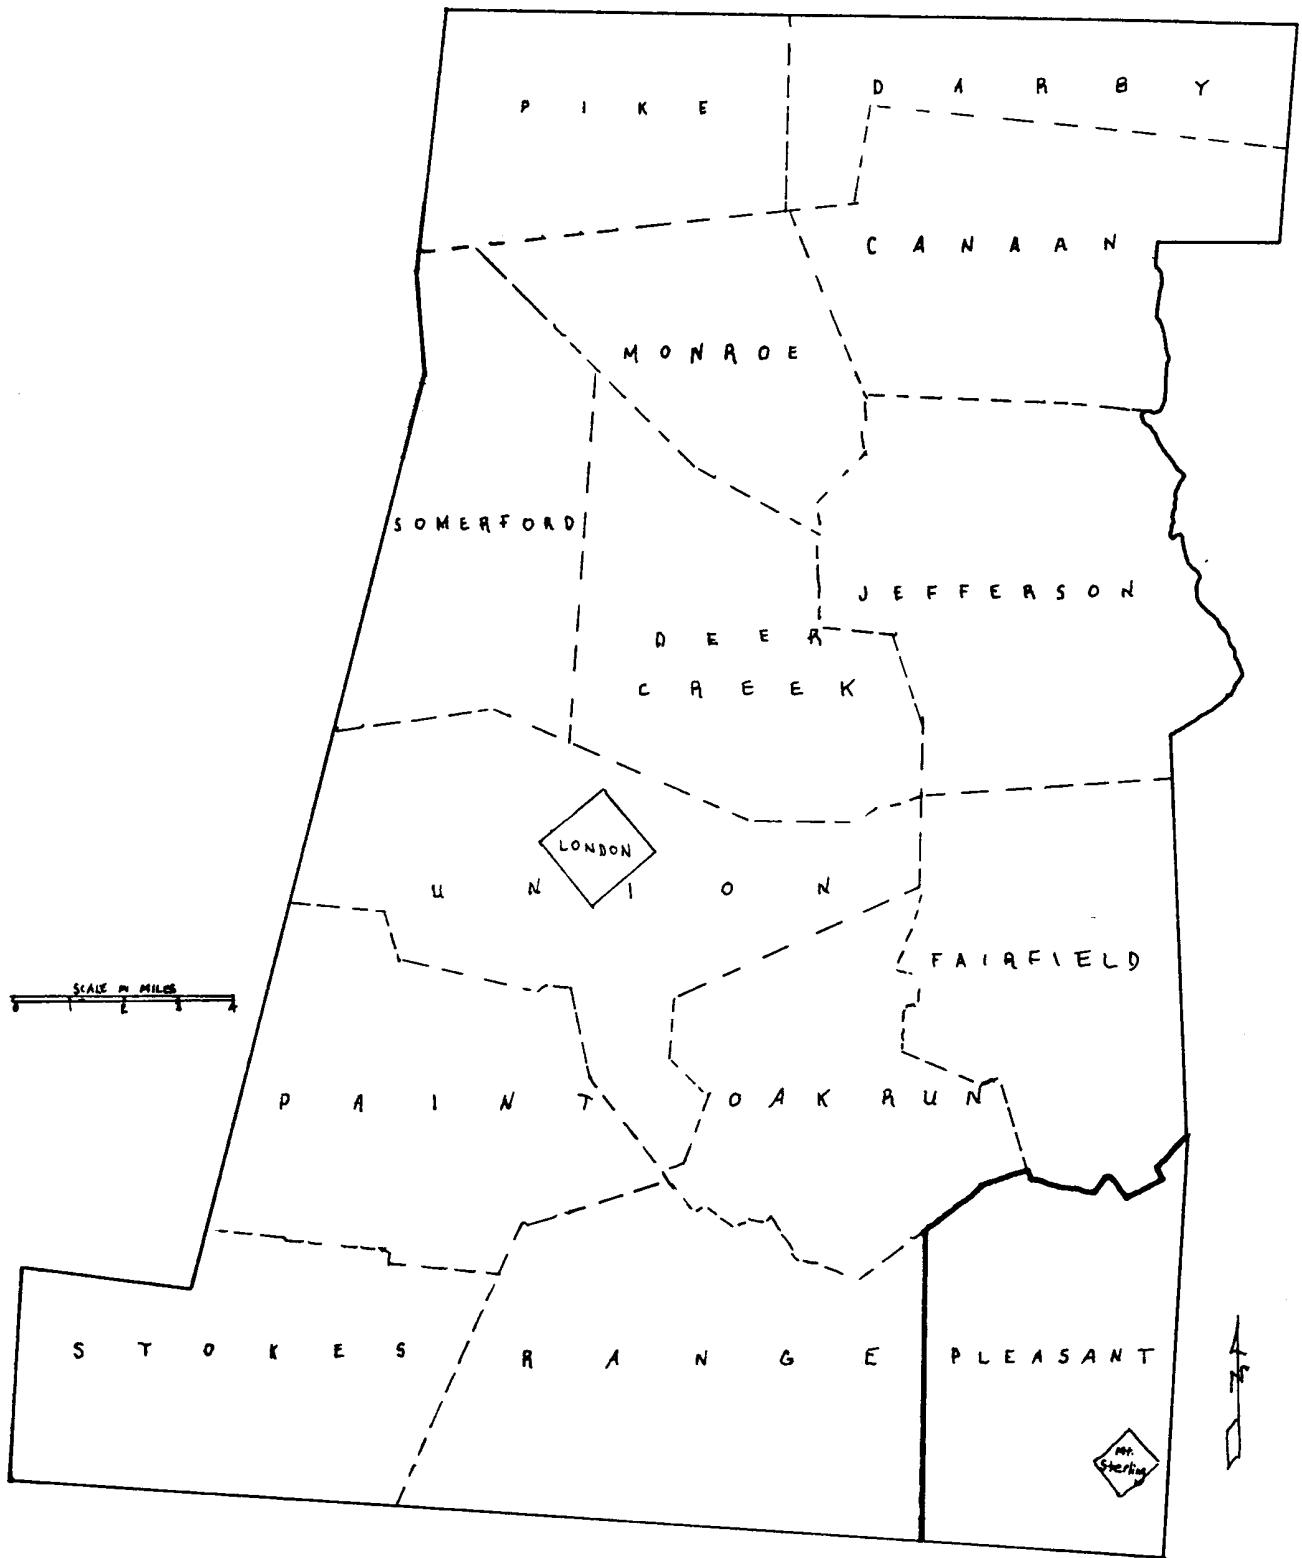 DARBY
PIKE
CANAAN
MONROE
SOMERFORD
JEFFERSON
DEER
CREEK
LONDON
UNION
FAIRFIELD
SCALE IN MILES
0 1 2 3 4
PAINT
OAK RUN
STOKES
RANGE
PLEASANT
N
Mt.
Sterling